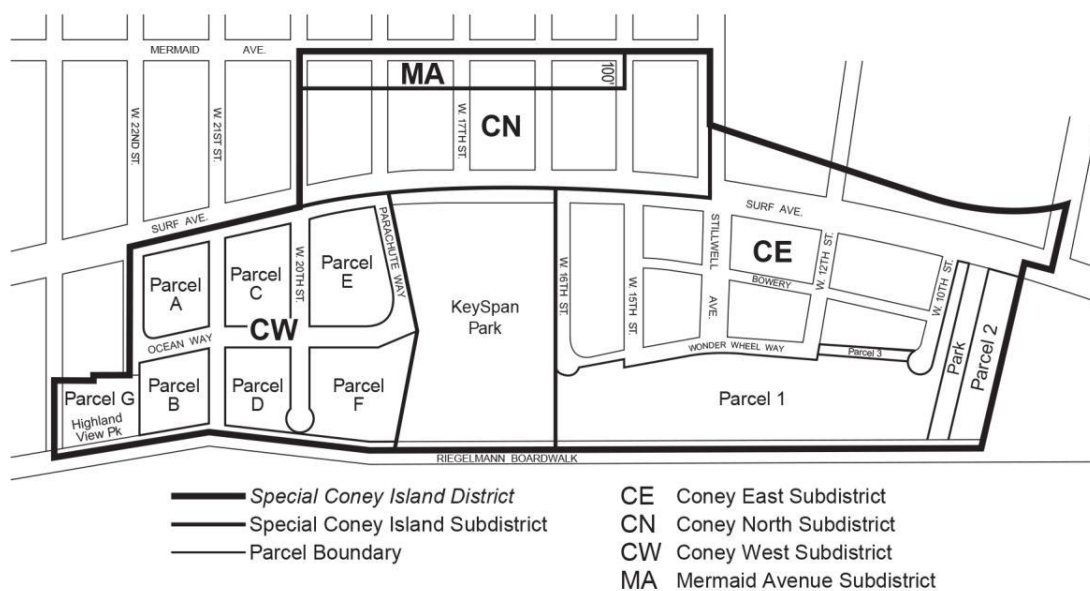 MERMAID AVE.
MA
100'
CN
W. 22ND ST.
W. 21ST ST.
W. 17TH ST.
SURF AVE.
SURF AVE.
PARACHUTE WAY
STILLWELL AVE.
CE
W. 12TH ST.
W. 10TH ST.
BOWERY
W. 16TH ST.
W. 15TH ST.
W. 20TH ST.
Parcel
A
Parcel
C
Parcel
E
CW
OCEAN WAY
KeySpan
Park
WONDER WHEEL WAY
Parcel 3
Park
Parcel 2
Parcel G
Highland
View Pk
Parcel
B
Parcel
D
Parcel
F
Parcel 1
RIEGELMANN BOARDWALK
Special Coney Island District
Special Coney Island Subdistrict
Parcel Boundary
CE Coney East Subdistrict
CN Coney North Subdistrict
CW Coney West Subdistrict
MA Mermaid Avenue Subdistrict